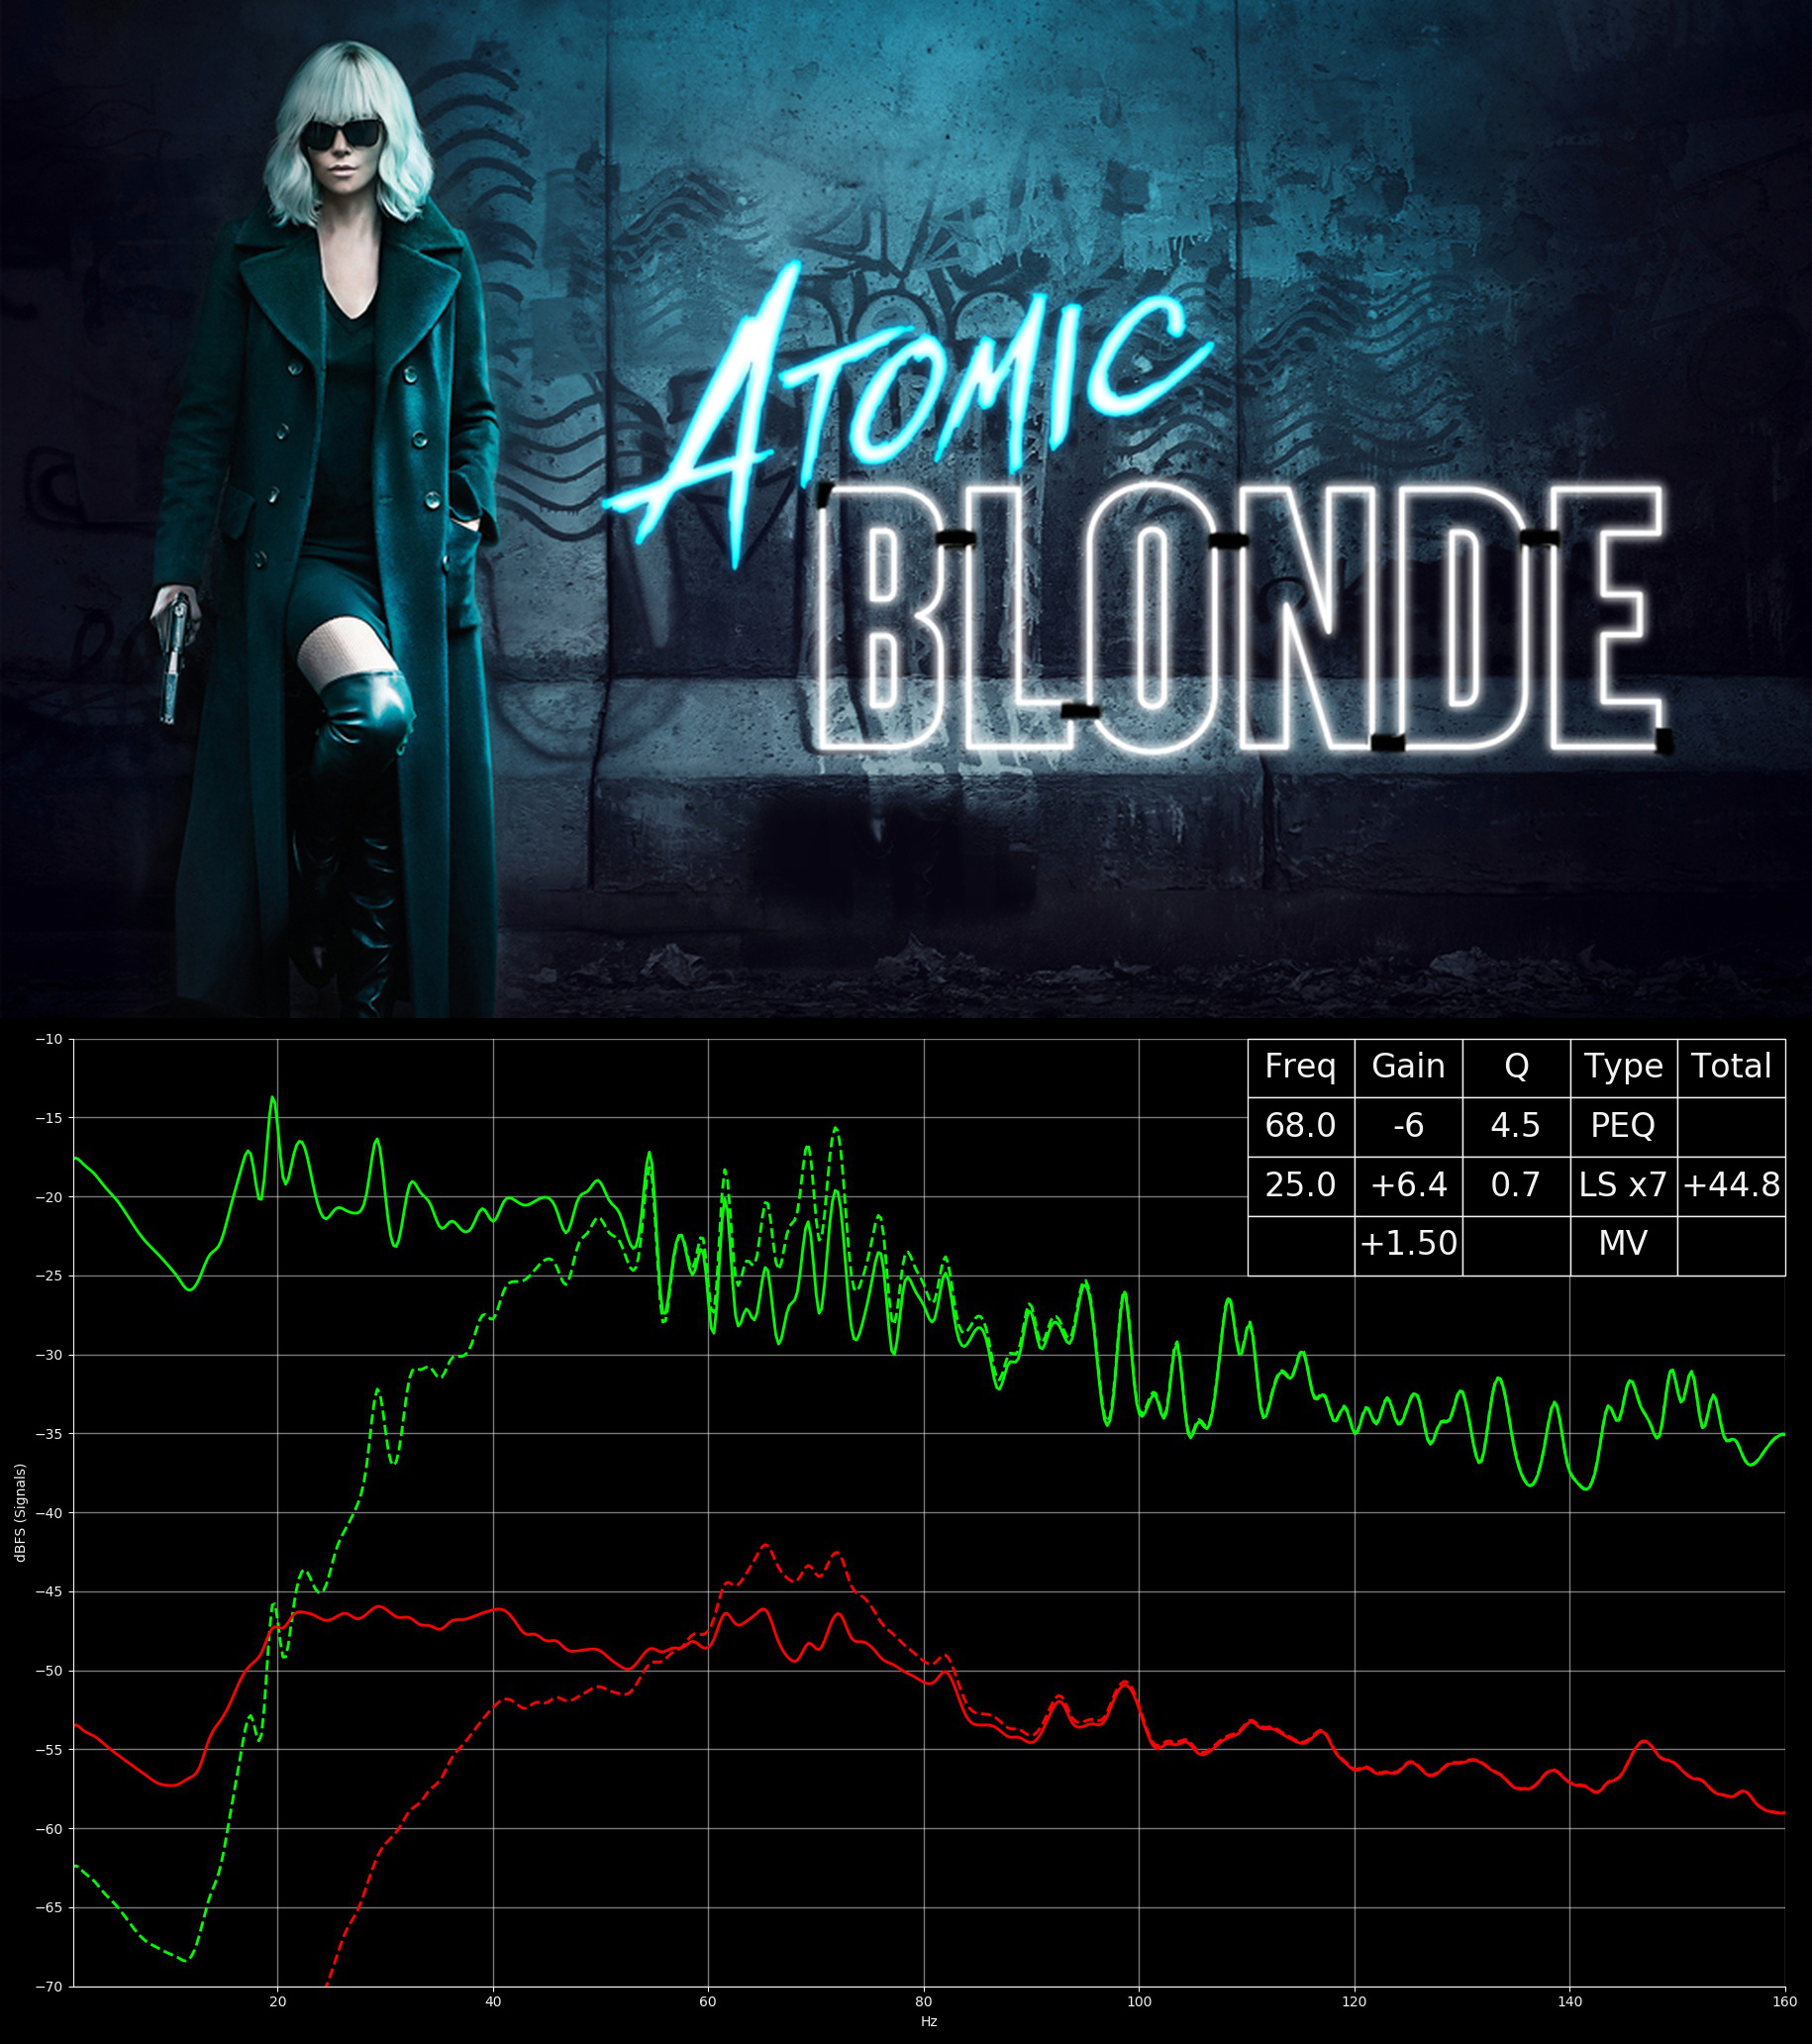 ATOMIC
BLONDE
Freq Gain Q Type Total
68.0 -6 4.5 PEQ
25.0 +6.4 0.7 LS x7 +44.8
+1.50 MV
−10
−15
−20
−25
−30
−35
−40
−45
−50
−55
−60
−65
−70
dBFS (Signals)
20 40 60 80 100 120 140 160
Hz